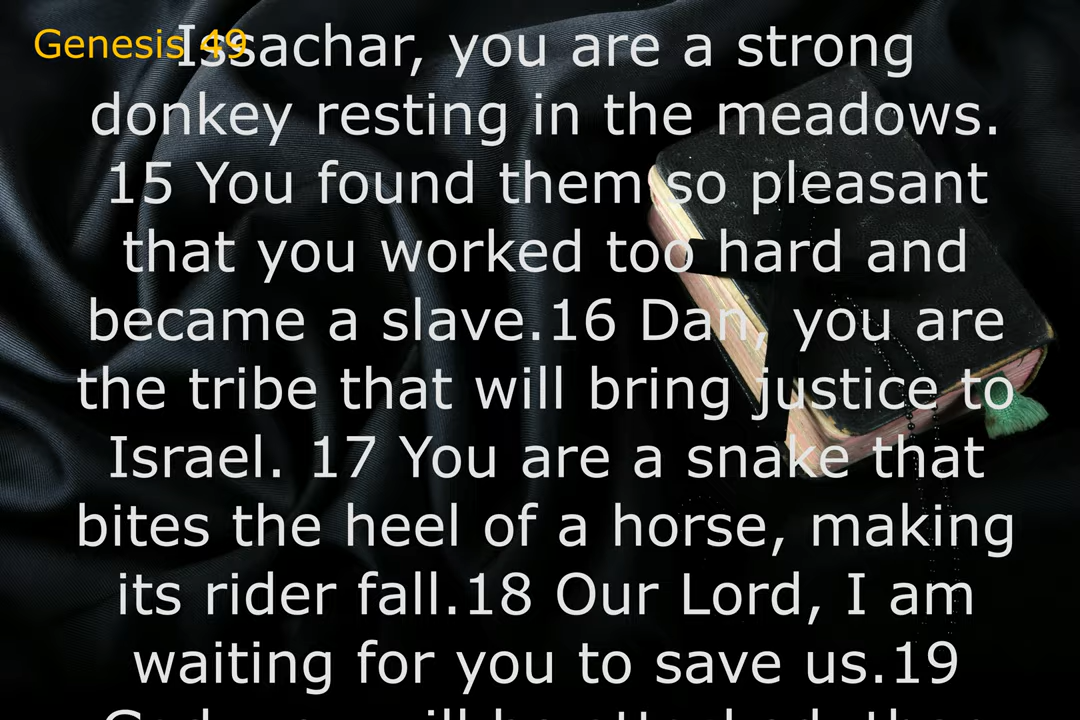 Genesis 49
Issachar, you are a strong
donkey resting in the meadows.
15 You found them so pleasant
that you worked too hard and
became a slave.16 Dan, you are
the tribe that will bring justice to
Israel. 17 You are a snake that
bites the heel of a horse, making
its rider fall.18 Our Lord, I am
waiting for you to save us.19